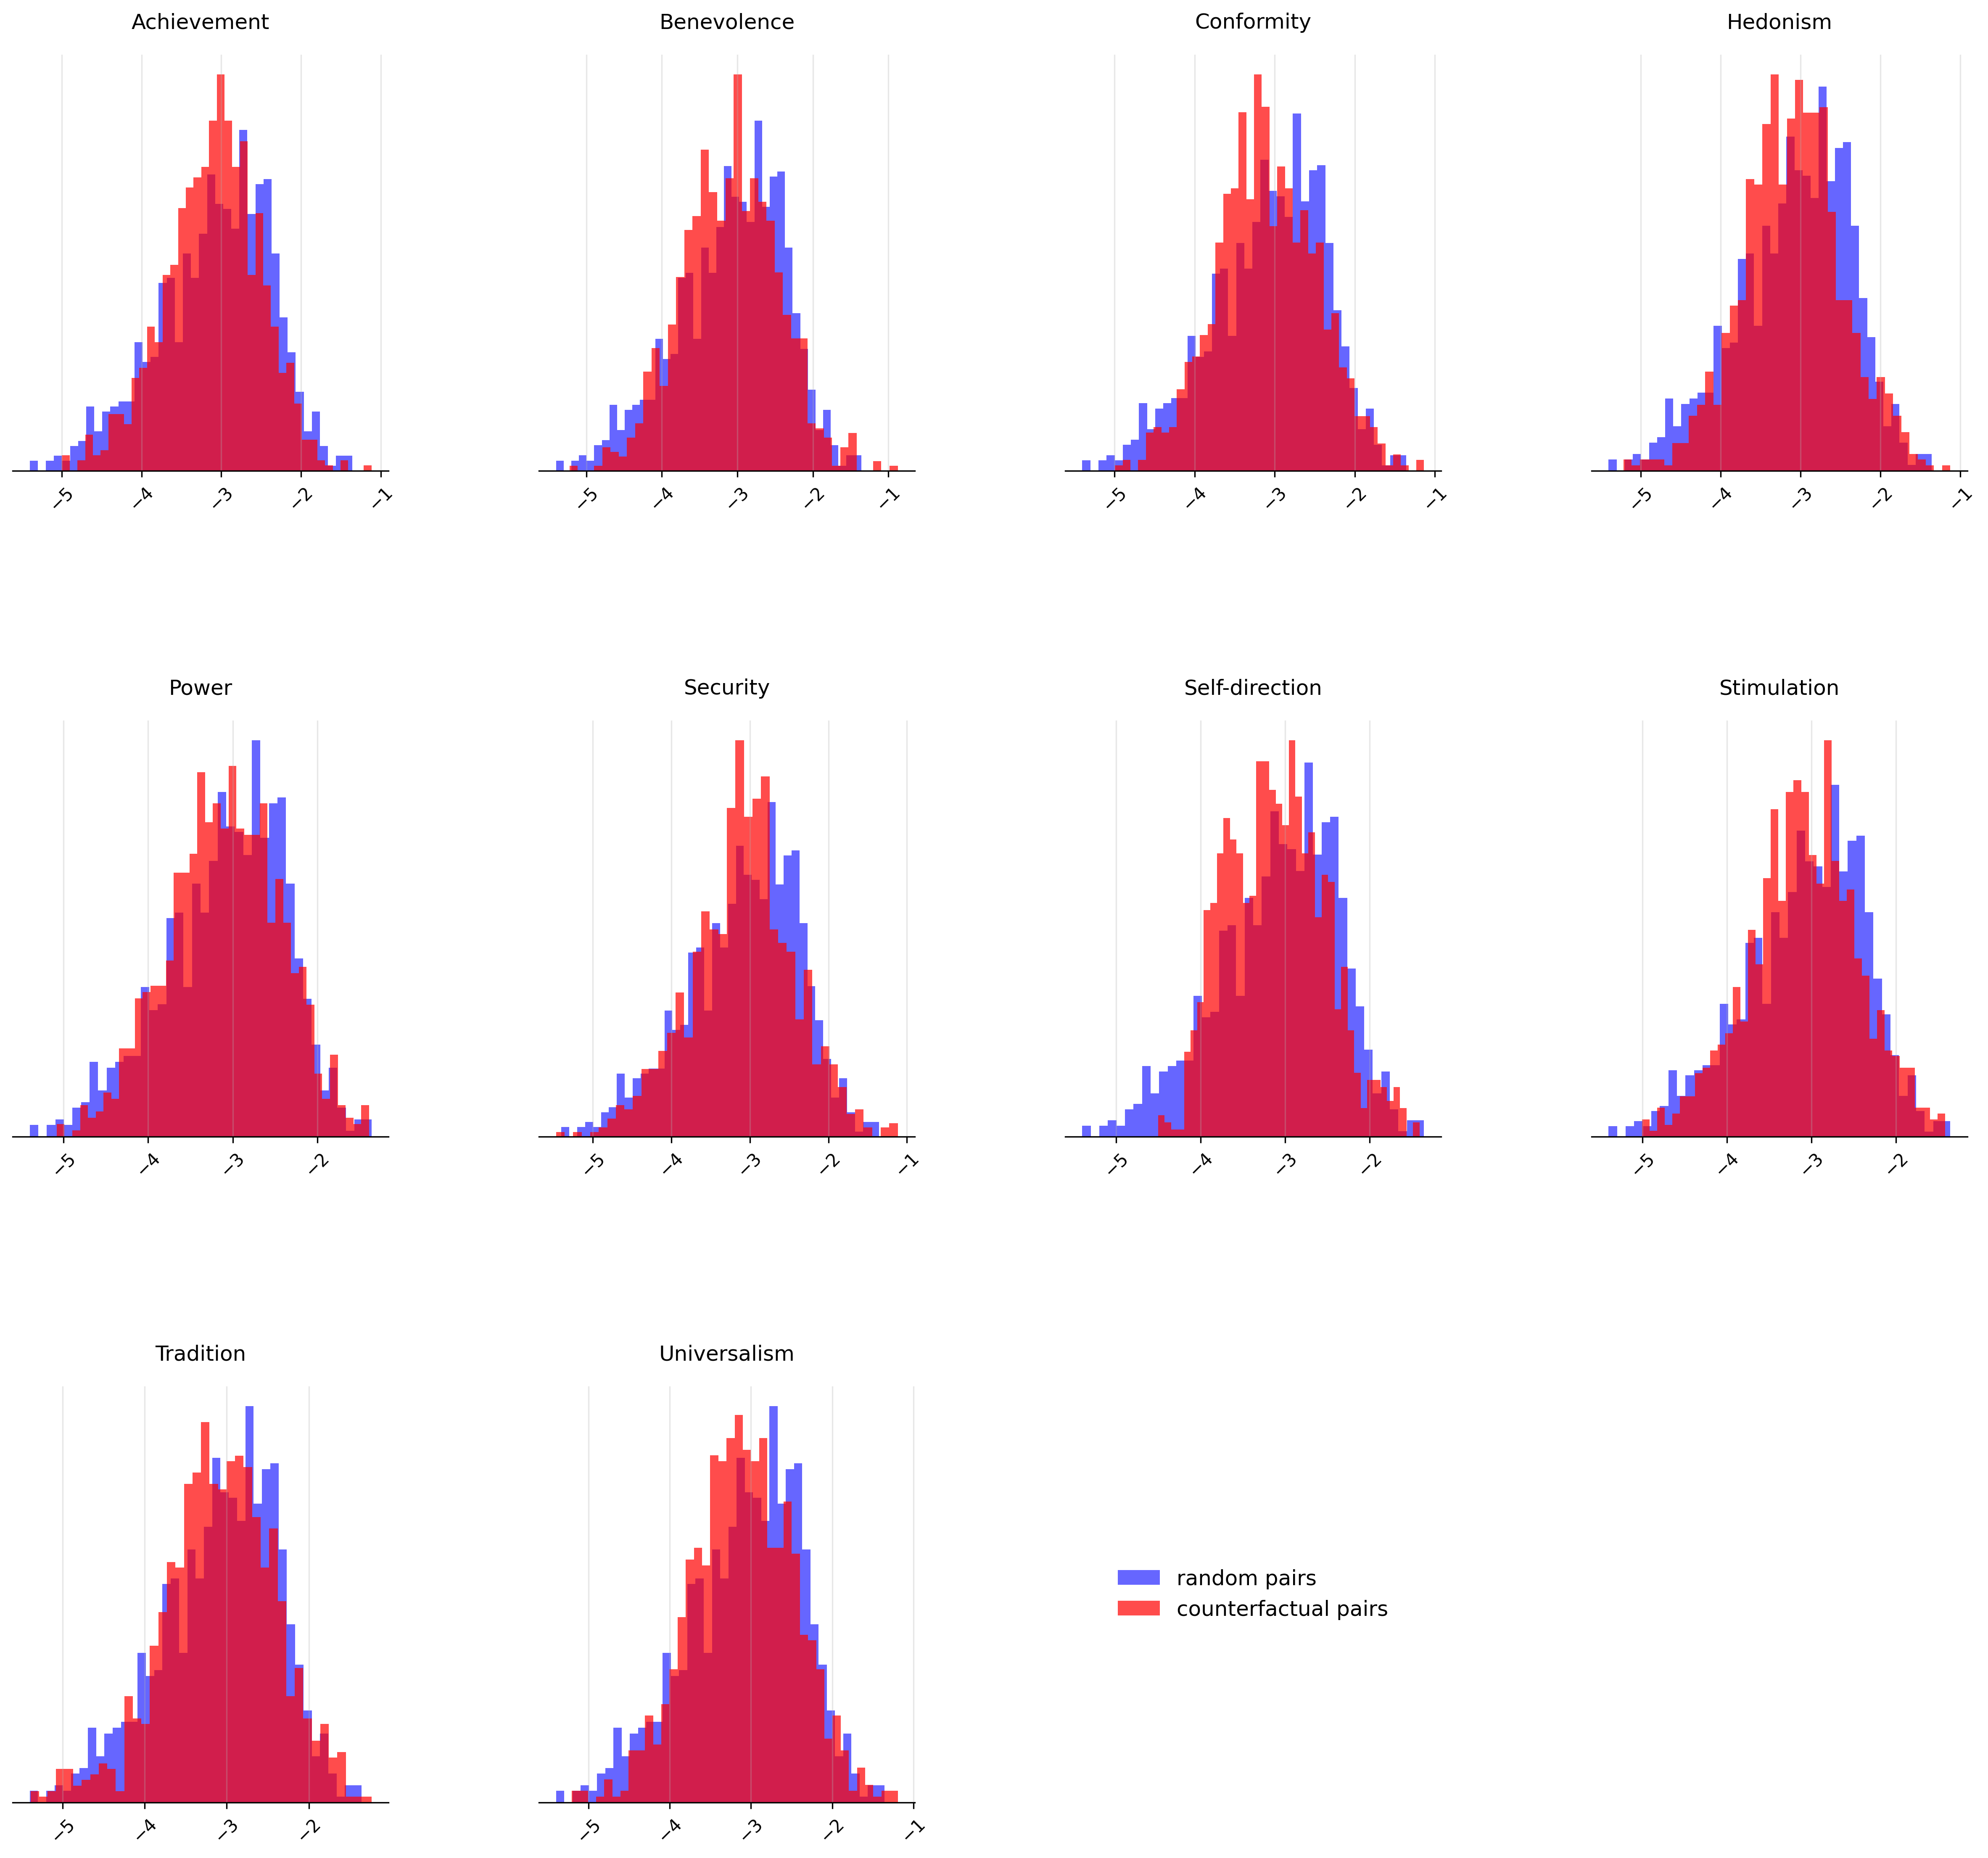 Achievement
Benevolence
Conformity
Hedonism
−5 −4 −3 −2 −1
−5 −4 −3 −2 −1
−5 −4 −3 −2 −1
−5 −4 −3 −2 −1
Power
Security
Self-direction
Stimulation
−5 −4 −3 −2
−5 −4 −3 −2 −1
−5 −4 −3 −2
−5 −4 −3 −2
Tradition
Universalism
random pairs
counterfactual pairs
−5 −4 −3 −2
−5 −4 −3 −2 −1